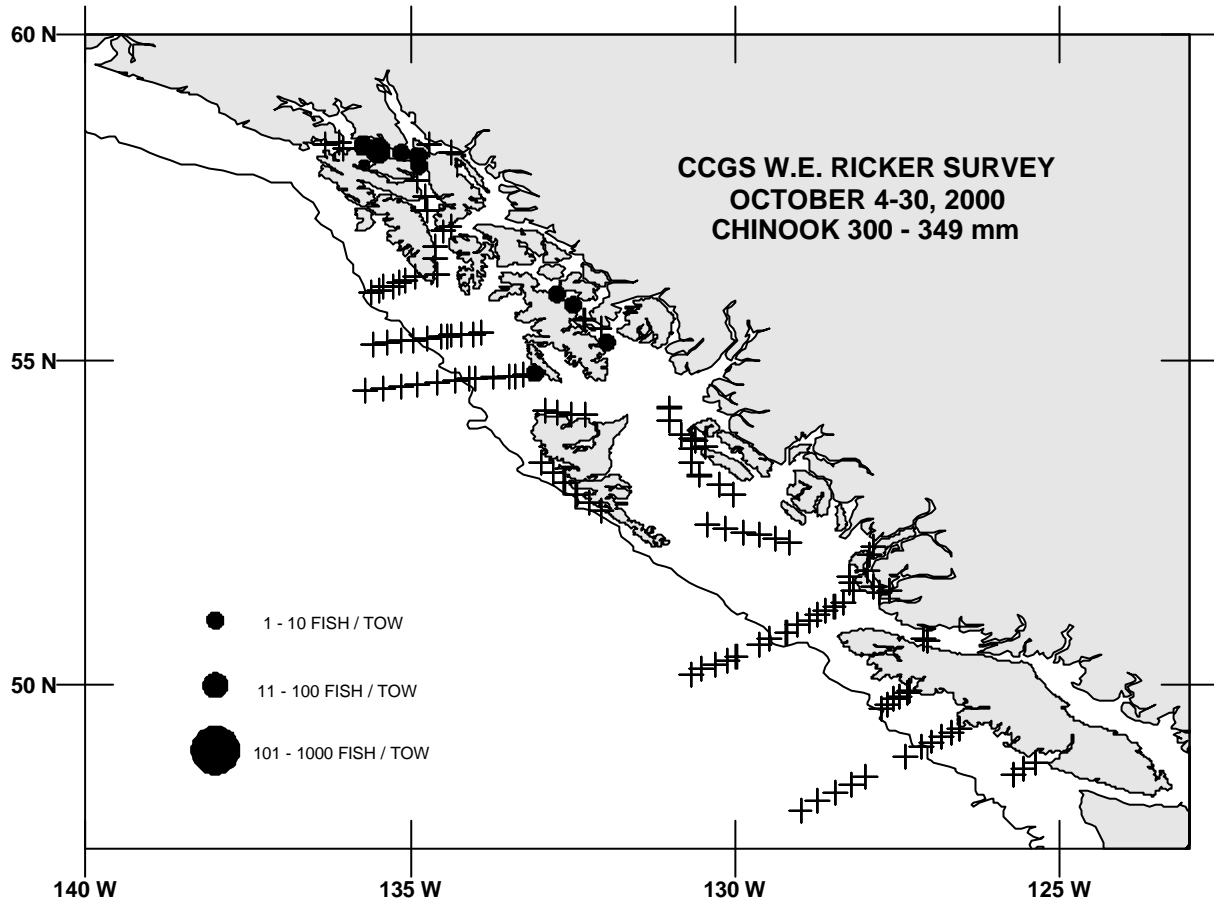 60 N
CCGS W.E. RICKER SURVEY
OCTOBER 4-30, 2000
CHINOOK 300 - 349 mm
55 N
1 - 10 FISH / TOW
50 N
11 - 100 FISH / TOW
101 - 1000 FISH / TOW
140 W
135 W
130 W
125 W